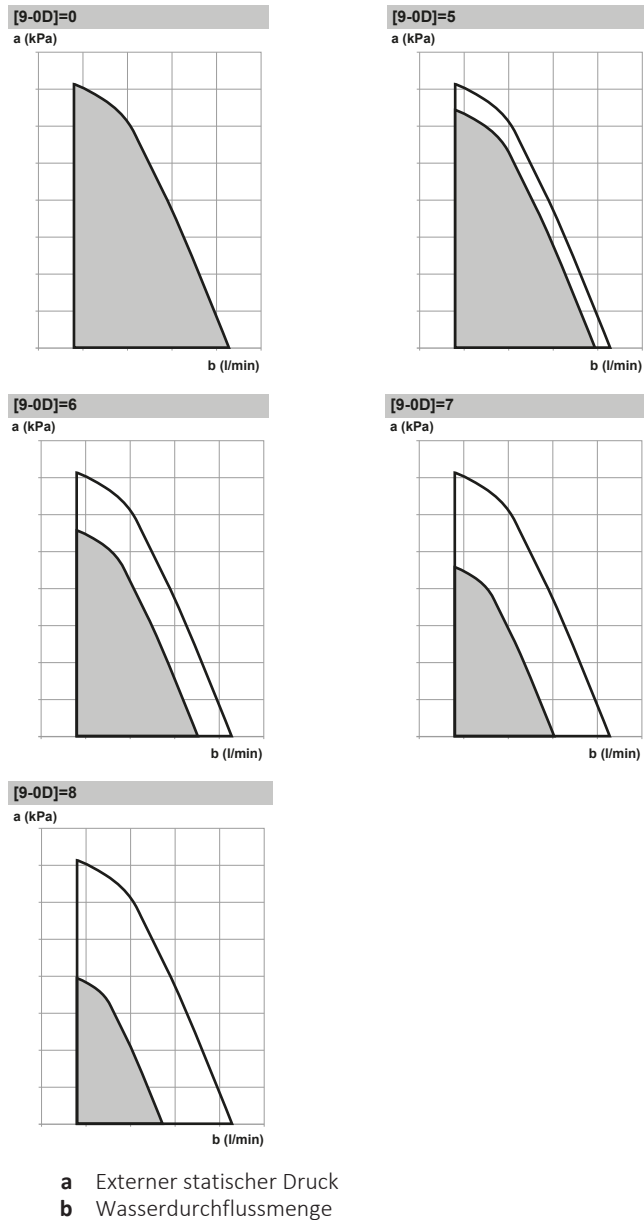 [9-0D]=0
a (kPa)
b (l/min)
[9-0D]=5
a (kPa)
b (l/min)
[9-0D]=6
a (kPa)
b (l/min)
[9-0D]=7
a (kPa)
b (l/min)
[9-0D]=8
a (kPa)
b (l/min)
a Externer statischer Druck
b Wasserdurchflussmenge